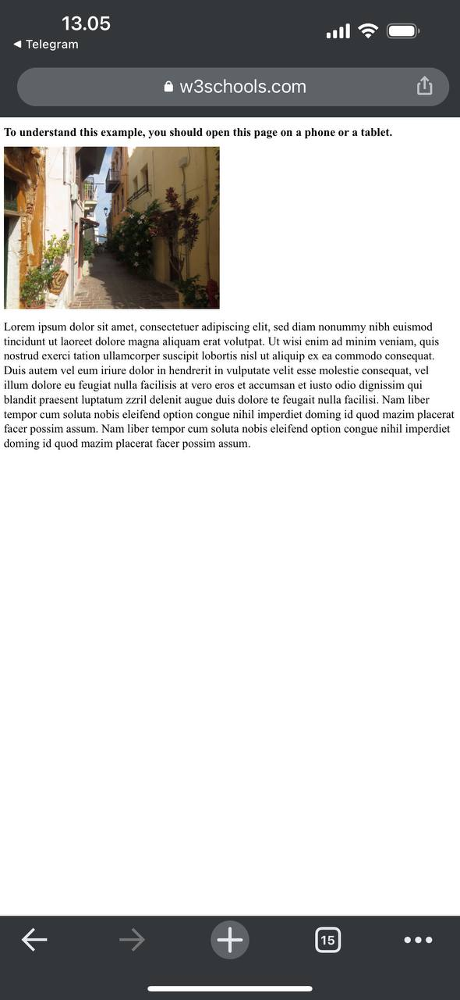 13.05
Telegram
w3schools.com
To understand this example, you should open this page on a phone or a tablet.
Lorem ipsum dolor sit amet, consectetuer adipiscing elit, sed diam nonummy nibh euismod
tincidunt ut laoreet dolore magna aliquam erat volutpat. Ut wisi enim ad minim veniam, quis
nostrud exerci tation ullamcorper suscipit lobortis nisl ut aliquip ex ea commodo consequat.
Duis autem vel eum iriure dolor in hendrerit in vulputate velit esse molestie consequat, vel
illum dolore eu feugiat nulla facilisis at vero eros et accumsan et iusto odio dignissim qui
blandit praesent luptatum zzril delenit augue duis dolore te feugait nulla facilisi. Nam liber
tempor cum soluta nobis eleifend option congue nihil imperdiet doming id quod mazim placerat
facer possim assum. Nam liber tempor cum soluta nobis eleifend option congue nihil imperdiet
doming id quod mazim placerat facer possim assum.
15